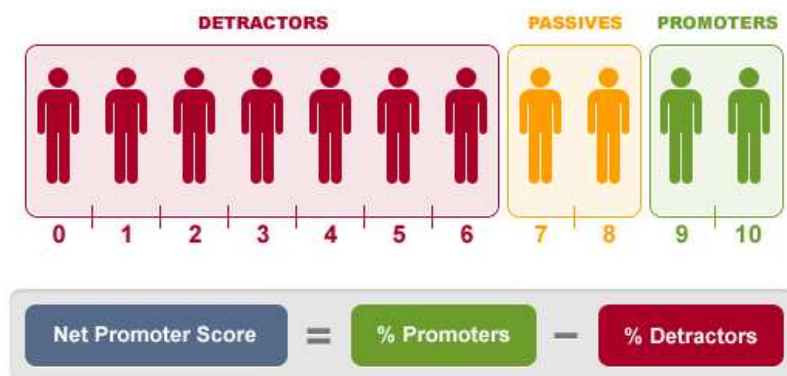 DETRACTORS PASSIVES PROMOTERS
0 1 2 3 4 5 6 7 8 9 10
Net Promoter Score = % Promoters − % Detractors